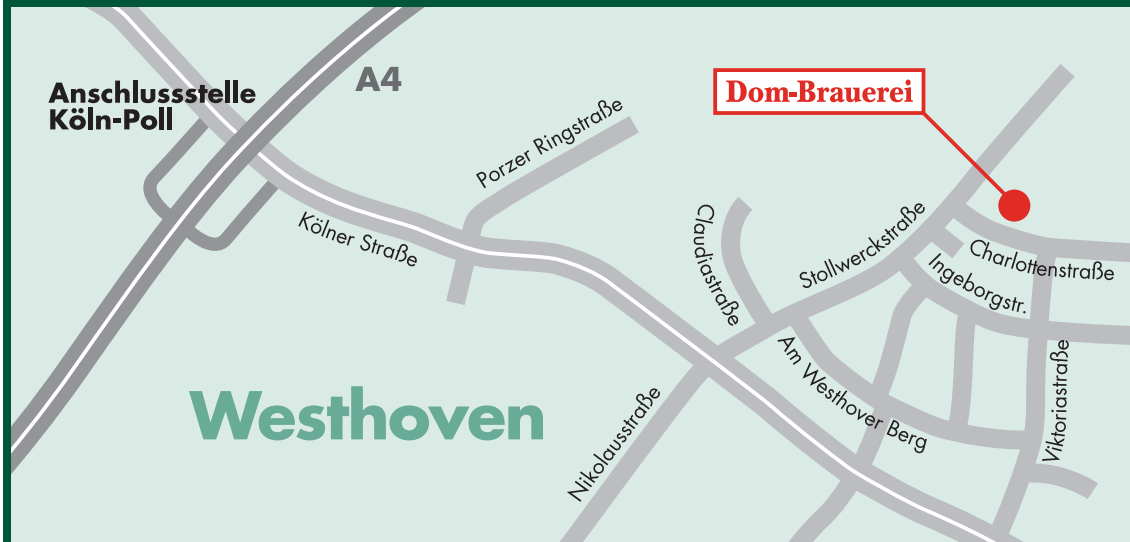 Anschlussstelle
Köln-Poll
A4
Dom-Brauerei
Porzer Ringstraße
Kölner Straße
Claudiastraße
Stollwerckstraße
Charlottenstraße
Ingeborgstr.
Am Westhover Berg
Viktoriastraße
Westhoven
Nikolausstraße